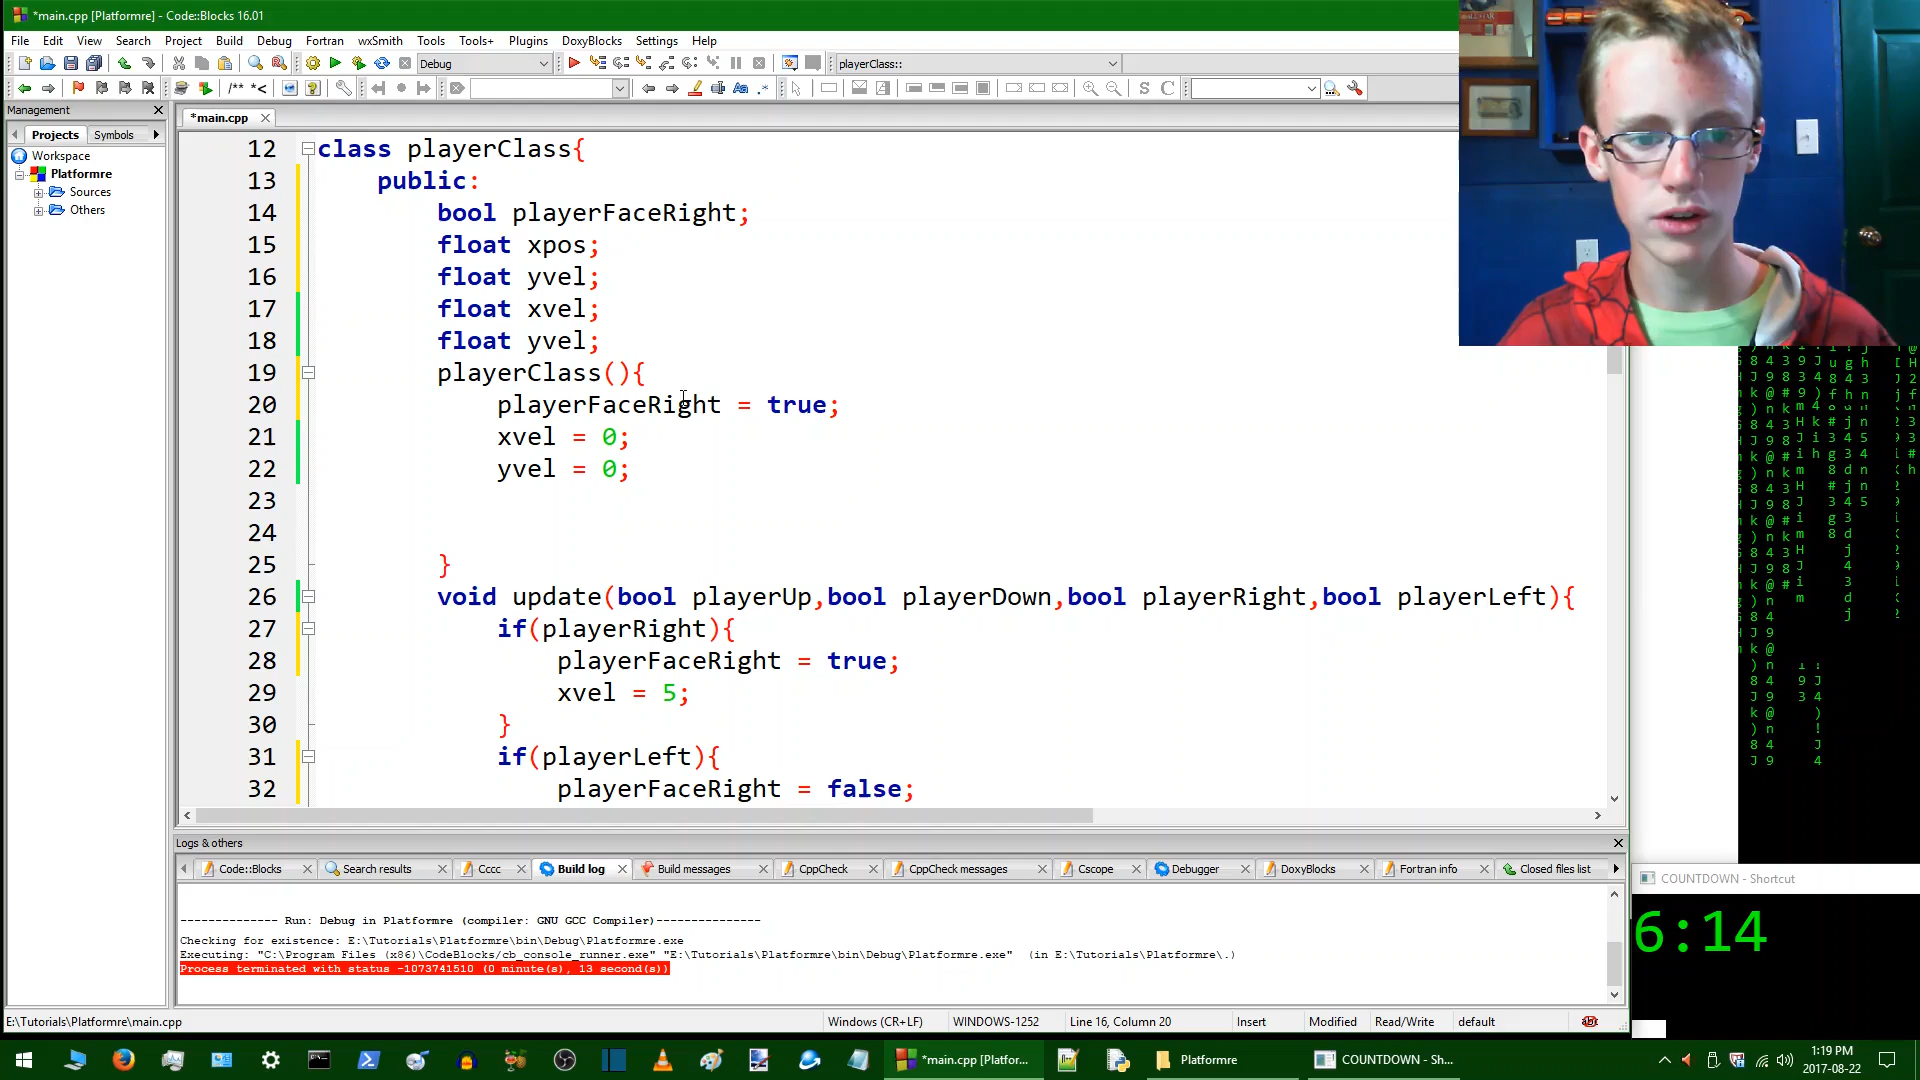 *main.cpp [Platformre] - Code::Blocks 16.01
File Edit View Search Project Build Debug Fortran wxSmith Tools Tools+ Plugins DoxyBlocks Settings Help
Debug
playerClass::
/** *<
S C
Management
Projects Symbols
Workspace
Platformre
Sources
Others
*main.cpp
12 class playerClass{
13 public:
14 bool playerFaceRight;
15 float xpos;
16 float yvel;
17 float xvel;
18 float yvel;
19 playerClass(){
20 playerFaceRight = true;
21 xvel = 0;
22 yvel = 0;
23
24
25 }
26 void update(bool playerUp,bool playerDown,bool playerRight,bool playerLeft){
27 if(playerRight){
28 playerFaceRight = true;
29 xvel = 5;
30 }
31 if(playerLeft){
32 playerFaceRight = false;
Logs & others
Code::Blocks Search results Cccc Build log Build messages CppCheck CppCheck messages Cscope Debugger DoxyBlocks Fortran info Closed files list
-------------- Run: Debug in Platformre (compiler: GNU GCC Compiler)---------------
Checking for existence: E:\Tutorials\Platformre\bin\Debug\Platformre.exe
Executing: "C:\Program Files (x86)\CodeBlocks/cb_console_runner.exe" "E:\Tutorials\Platformre\bin\Debug\Platformre.exe" (in E:\Tutorials\Platformre\.)
Process terminated with status -1073741510 (0 minute(s), 13 second(s))
E:\Tutorials\Platformre\main.cpp Windows (CR+LF) WINDOWS-1252 Line 16, Column 20 Insert Modified Read/Write default
COUNTDOWN - Shortcut
6:14
*main.cpp [Platfor...
Platformre
COUNTDOWN - Sh...
1:19 PM
2017-08-22